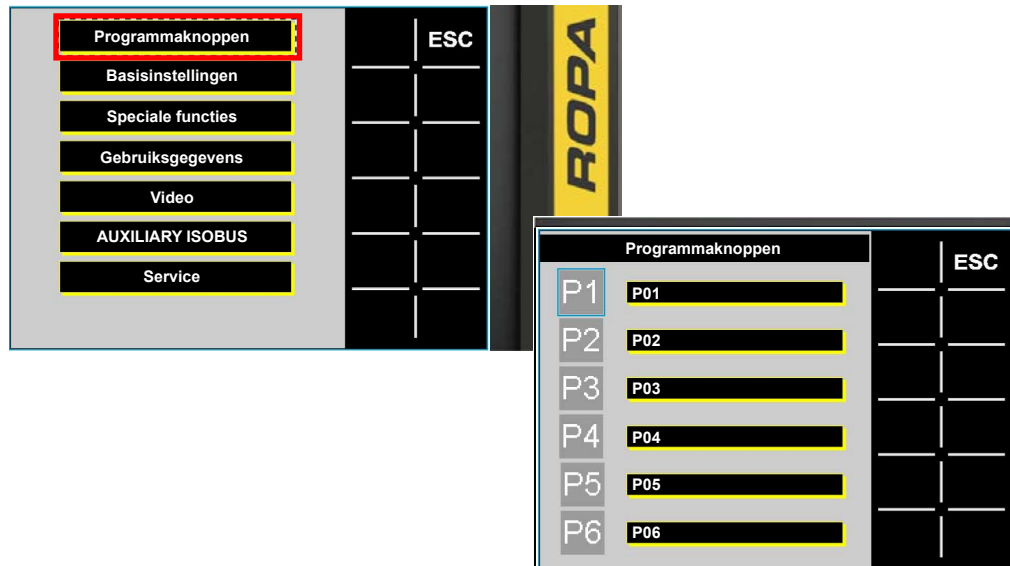 Programmaknoppen
ESC
Basisinstellingen
Speciale functies
Gebruiksgegevens
Video
AUXILIARY ISOBUS
Service
ROPA
Programmaknoppen
ESC
P1 P01
P2 P02
P3 P03
P4 P04
P5 P05
P6 P06